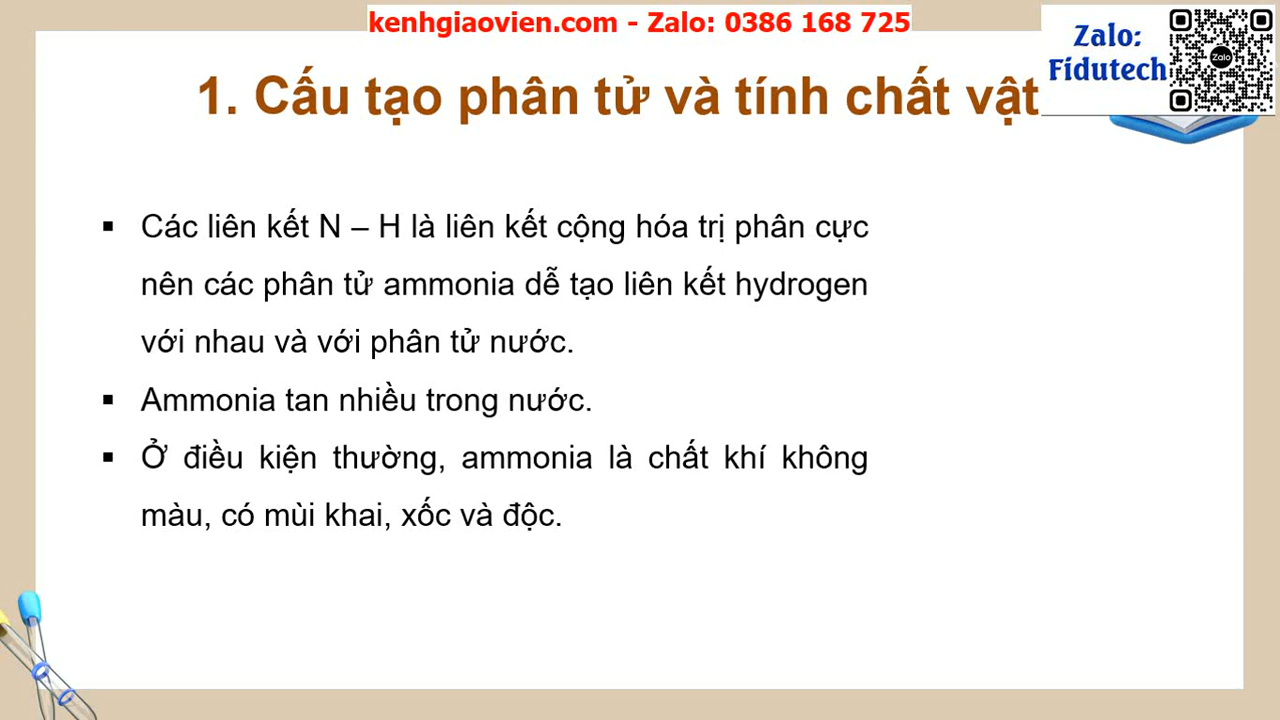 kenhgiaovien.com - Zalo: 0386 168 725
Zalo:
Fidutech
Zalo
1. Cấu tạo phân tử và tính chất vật
▪ Các liên kết N – H là liên kết cộng hóa trị phân cực
nên các phân tử ammonia dễ tạo liên kết hydrogen
với nhau và với phân tử nước.
▪ Ammonia tan nhiều trong nước.
▪ Ở điều kiện thường, ammonia là chất khí không
màu, có mùi khai, xốc và độc.